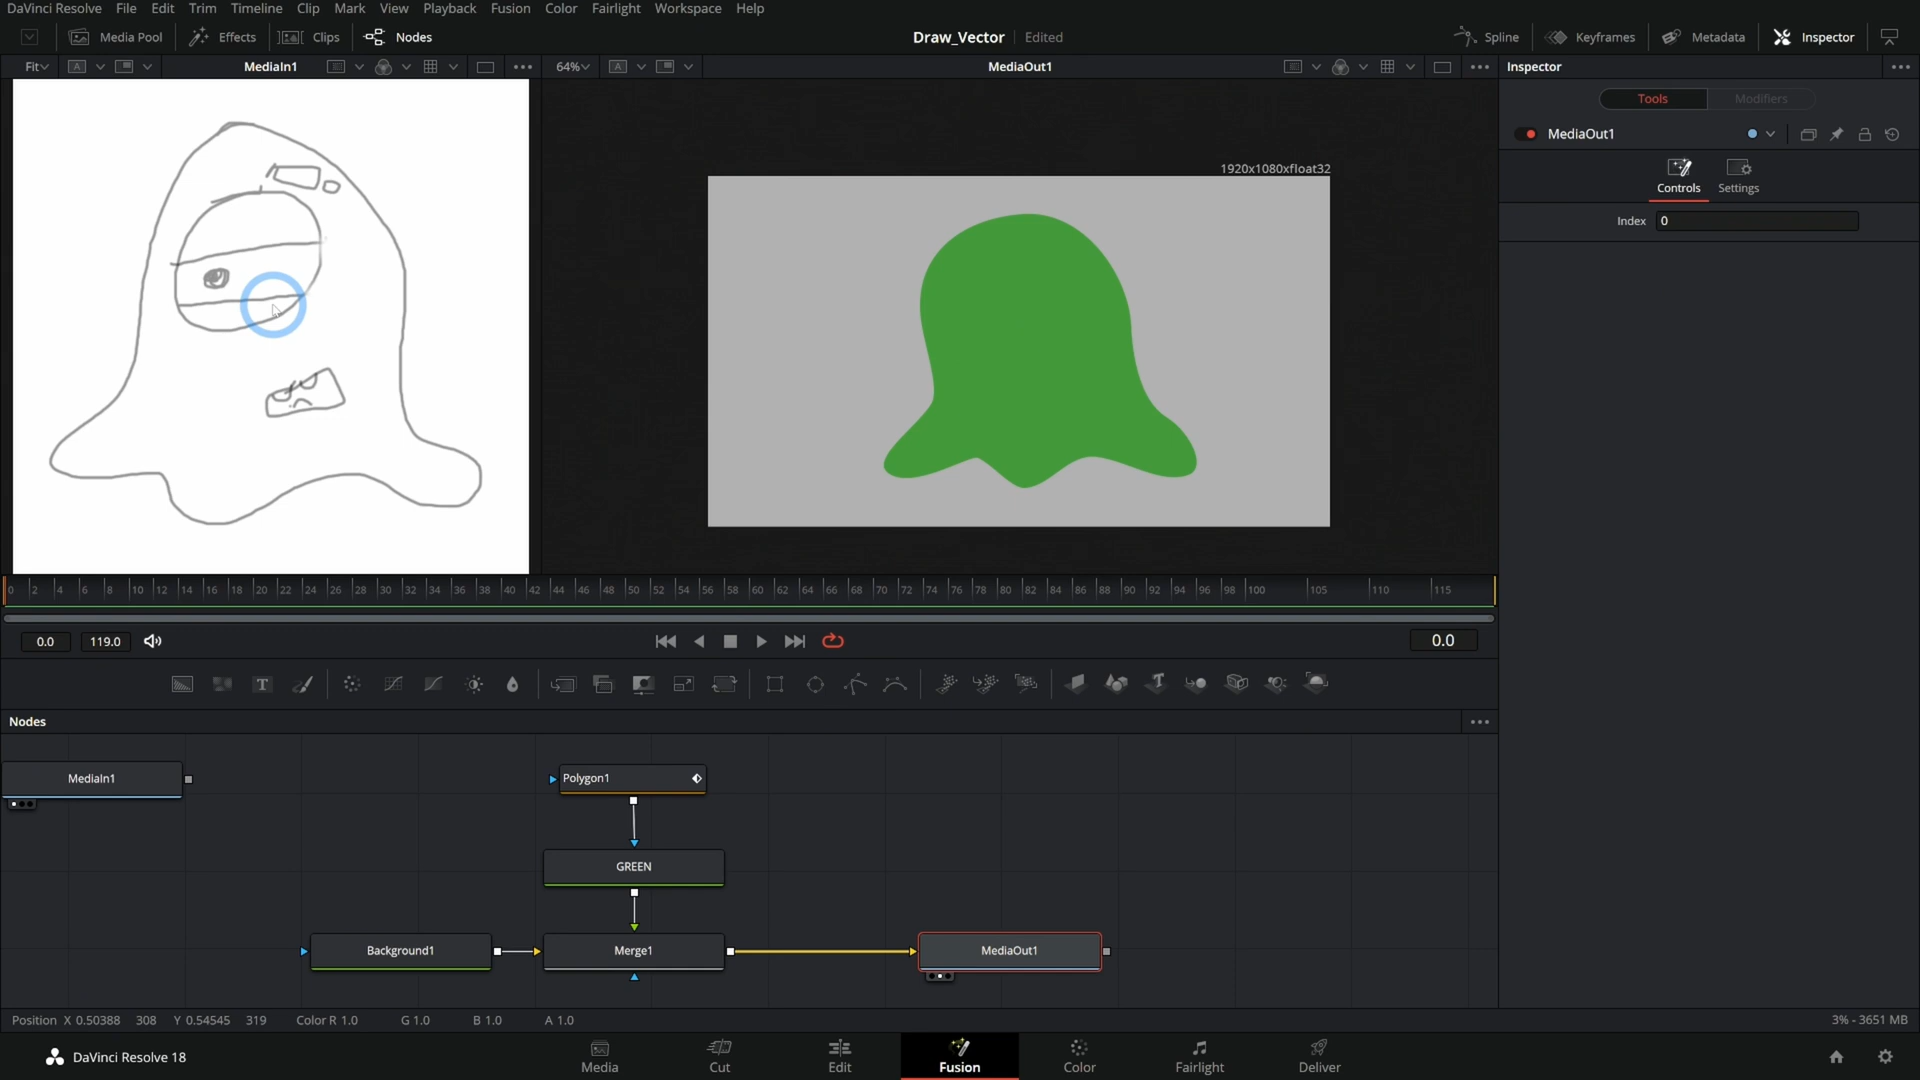 DaVinci Resolve File Edit Trim Timeline Clip Mark View Playback Fusion Color Fairlight Workspace Help
Media Pool Effects Clips Nodes Draw_Vector Edited Spline Keyframes Metadata Inspector
Fit A MediaIn1 64% A MediaOut1 Inspector
Tools Modifiers
MediaOut1
1920x1080xfloat32
Controls Settings
Index 0
0 2 4 6 8 10 12 14 16 18 20 22 24 26 28 30 32 34 36 38 40 42 44 46 48 50 52 54 56 58 60 62 64 66 68 70 72 74 76 78 80 82 84 86 88 90 92 94 96 98 100 105 110 115
0.0 119.0 0.0
T T
Nodes
MediaIn1 Polygon1
GREEN
Background1 Merge1 MediaOut1
Position X 0.50388 308 Y 0.54545 319 Color R 1.0 G 1.0 B 1.0 A 1.0 3% - 3651 MB
DaVinci Resolve 18 Media Cut Edit Fusion Color Fairlight Deliver